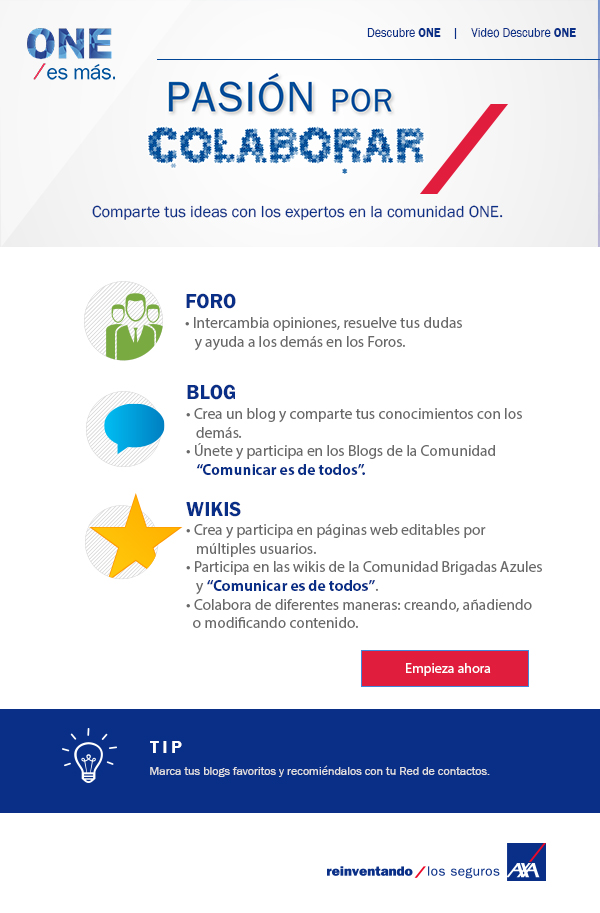 ONE
es más.
Descubre ONE | Video Descubre ONE
PASIÓN POR
COLABORAR
Comparte tus ideas con los expertos en la comunidad ONE.
FORO
• Intercambia opiniones, resuelve tus dudas
y ayuda a los demás en los Foros.
BLOG
• Crea un blog y comparte tus conocimientos con los
demás.
• Únete y participa en los Blogs de la Comunidad
“Comunicar es de todos”.
WIKIS
• Crea y participa en páginas web editables por
múltiples usuarios.
• Participa en las wikis de la Comunidad Brigadas Azules
y “Comunicar es de todos”.
• Colabora de diferentes maneras: creando, añadiendo
o modificando contenido.
Empieza ahora
TIP
Marca tus blogs favoritos y recomiéndalos con tu Red de contactos.
reinventando / los seguros
AXA